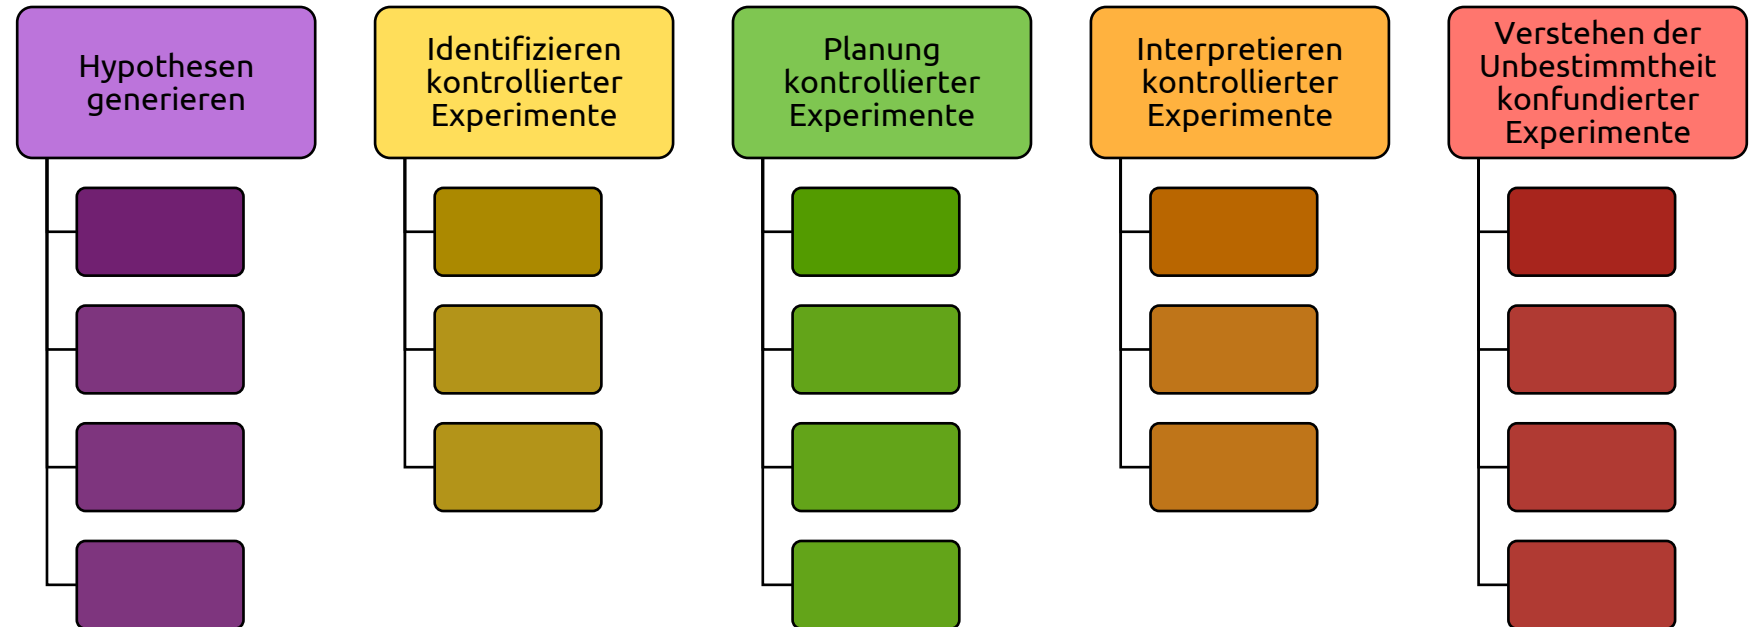 Hypothesen
generieren
Identifizieren
kontrollierter
Experimente
Planung
kontrollierter
Experimente
Interpretieren
kontrollierter
Experimente
Verstehen der
Unbestimmtheit
konfundierter
Experimente